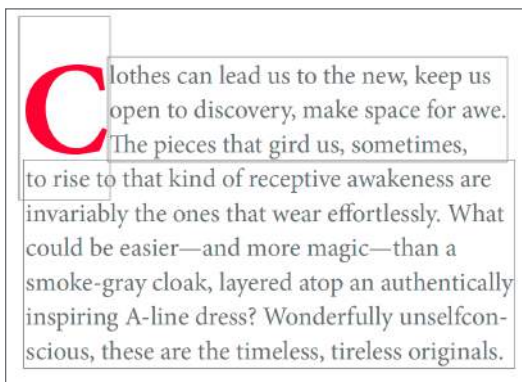 Clothes can lead us to the new, keep us
open to discovery, make space for awe.
The pieces that gird us, sometimes,
to rise to that kind of receptive awakeness are
invariably the ones that wear effortlessly. What
could be easier—and more magic—than a
smoke-gray cloak, layered atop an authentically
inspiring A-line dress? Wonderfully unselfcon-
scious, these are the timeless, tireless originals.